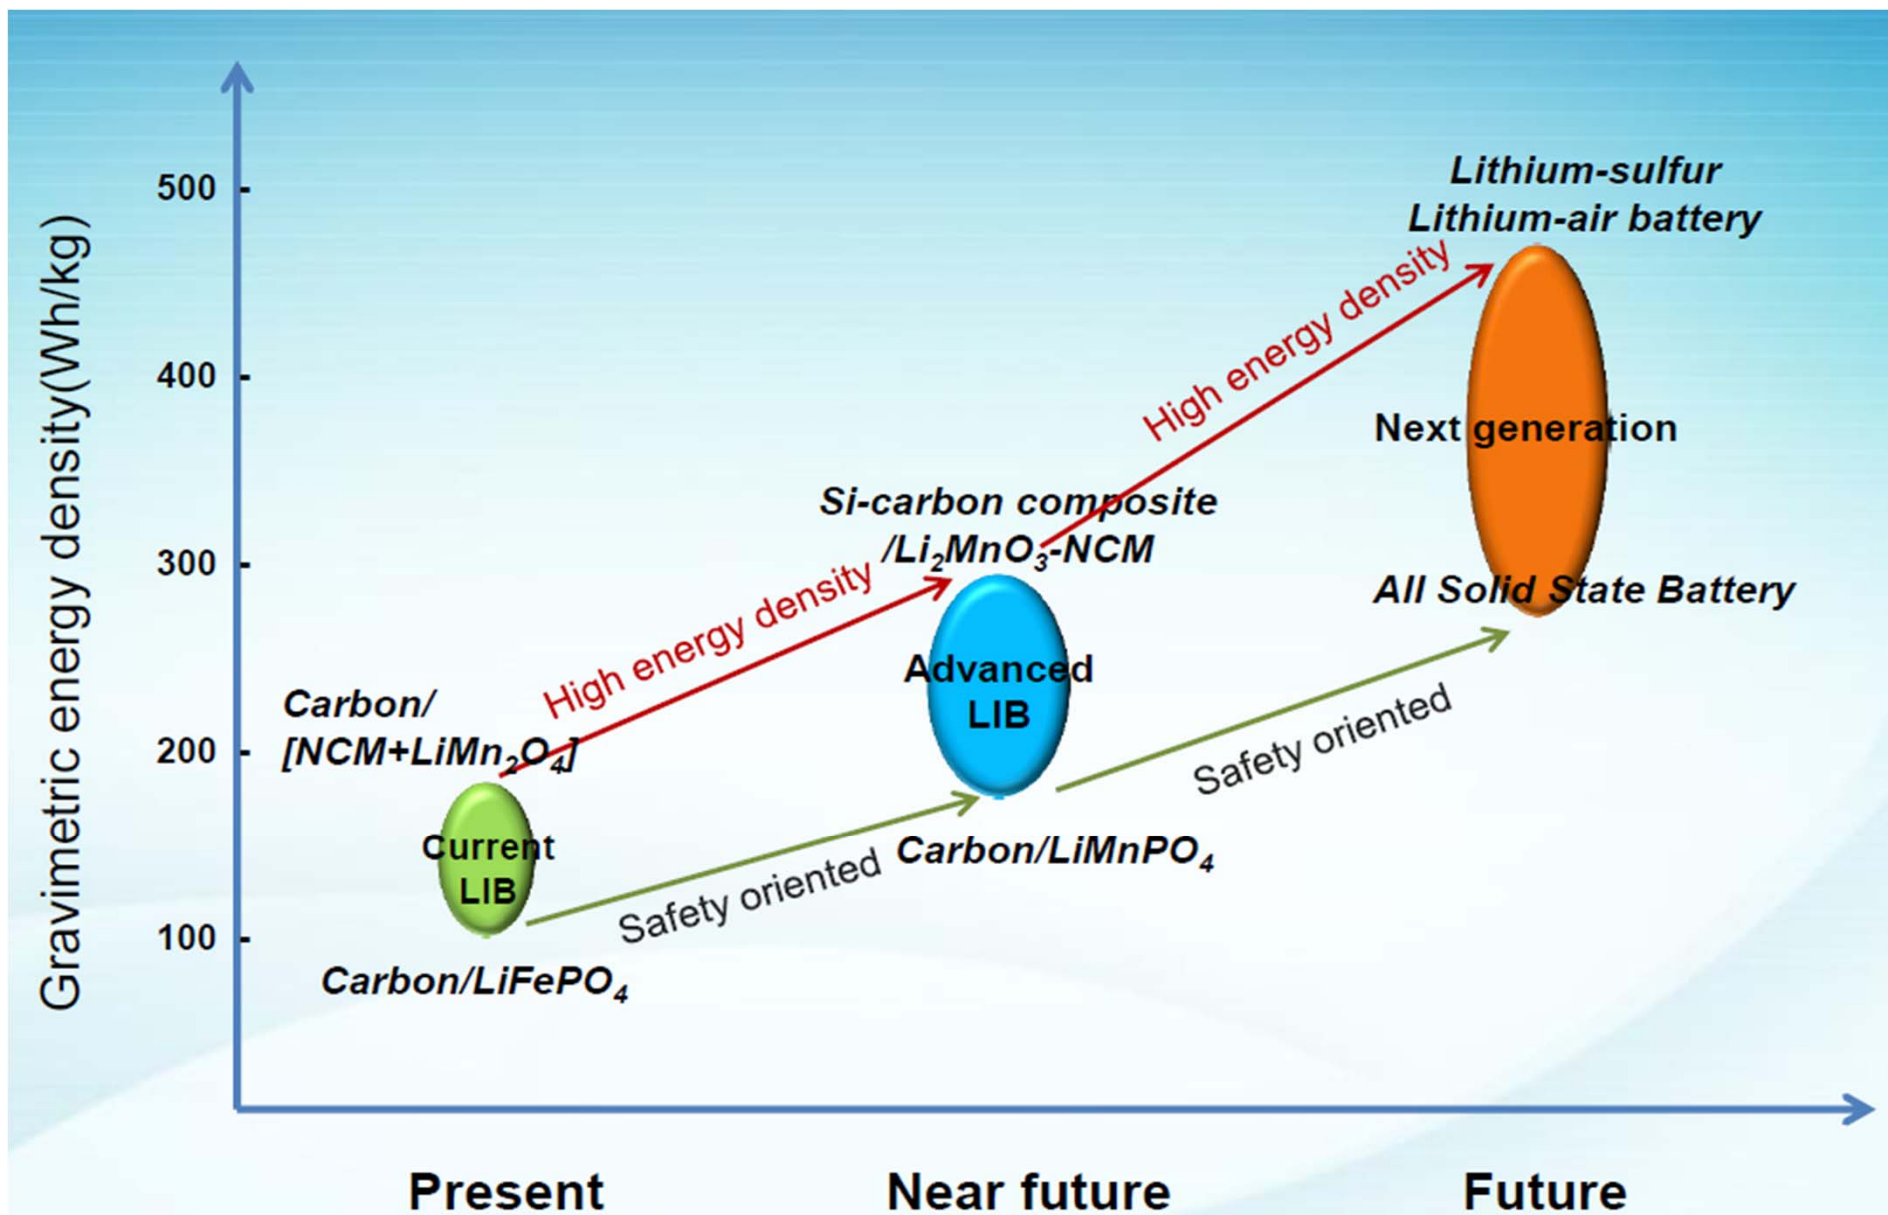 Gravimetric energy density(Wh/kg)
500
400
300
200
100
Lithium-sulfur
Lithium-air battery
High energy density
Next generation
All Solid State Battery
Safety oriented
Si-carbon composite
/Li₂MnO₃-NCM
High energy density
Advanced
LIB
Carbon/LiMnPO₄
Safety oriented
Carbon/
[NCM+LiMn₂O₄]
Current
LIB
Carbon/LiFePO₄
Present
Near future
Future